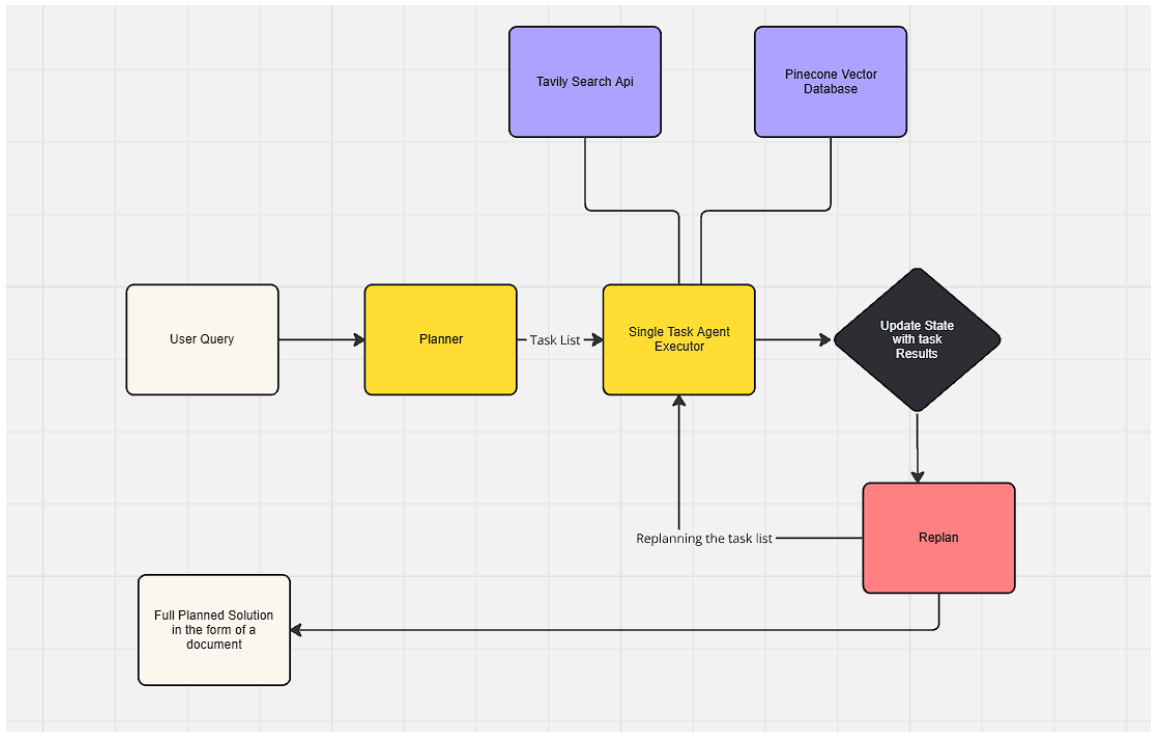 Tavily Search Api
Pinecone Vector
Database
User Query
Planner
Task List
Single Task Agent
Executor
Update State
with task
Results
Replanning the task list
Replan
Full Planned Solution
in the form of a
document